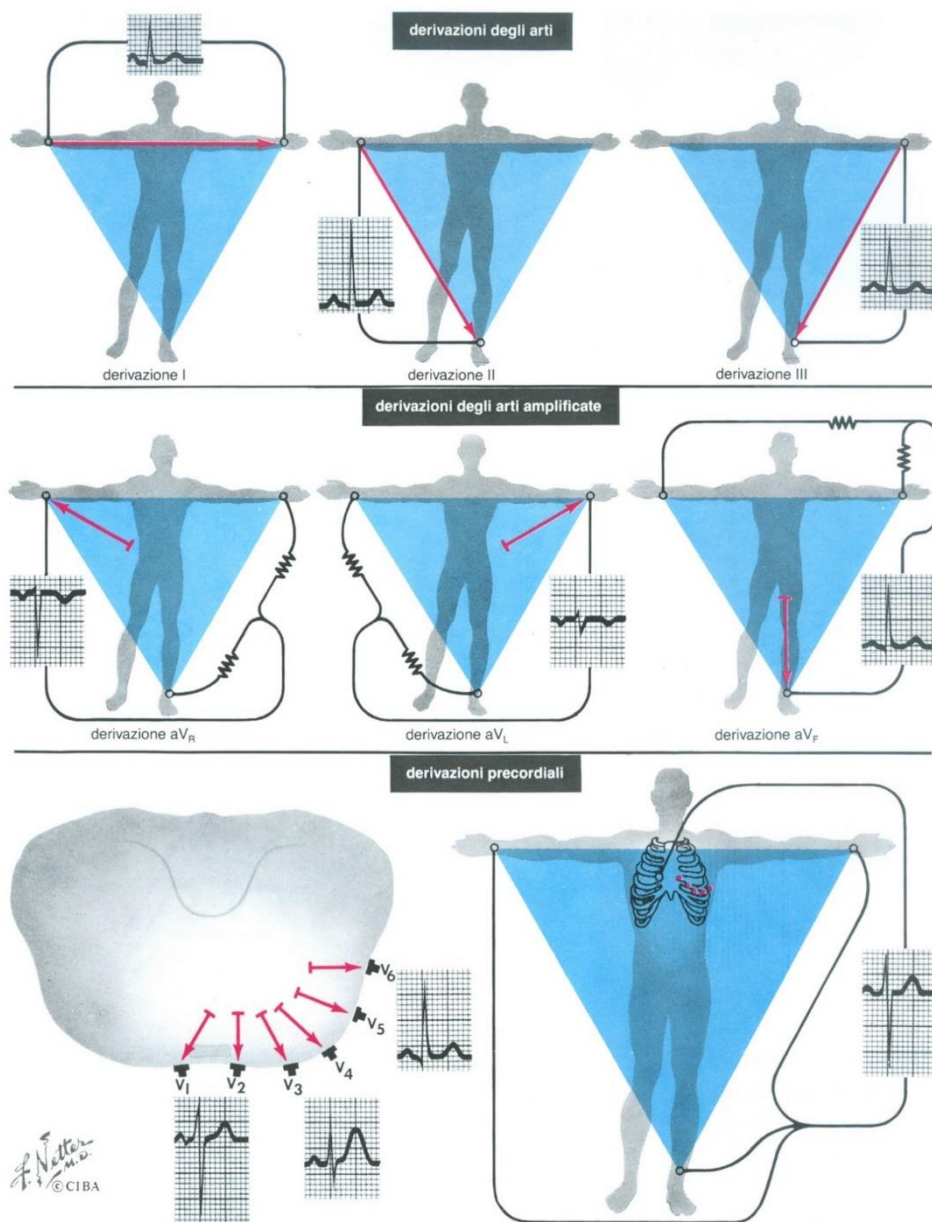 derivazioni degli arti
derivazione I
derivazione II
derivazione III
derivazioni degli arti amplificate
derivazione aVR
derivazione aVL
derivazione aVF
derivazioni precordiali
V6
V5
V4
V1
V2
V3
F. Netter
M.D.
©CIBA